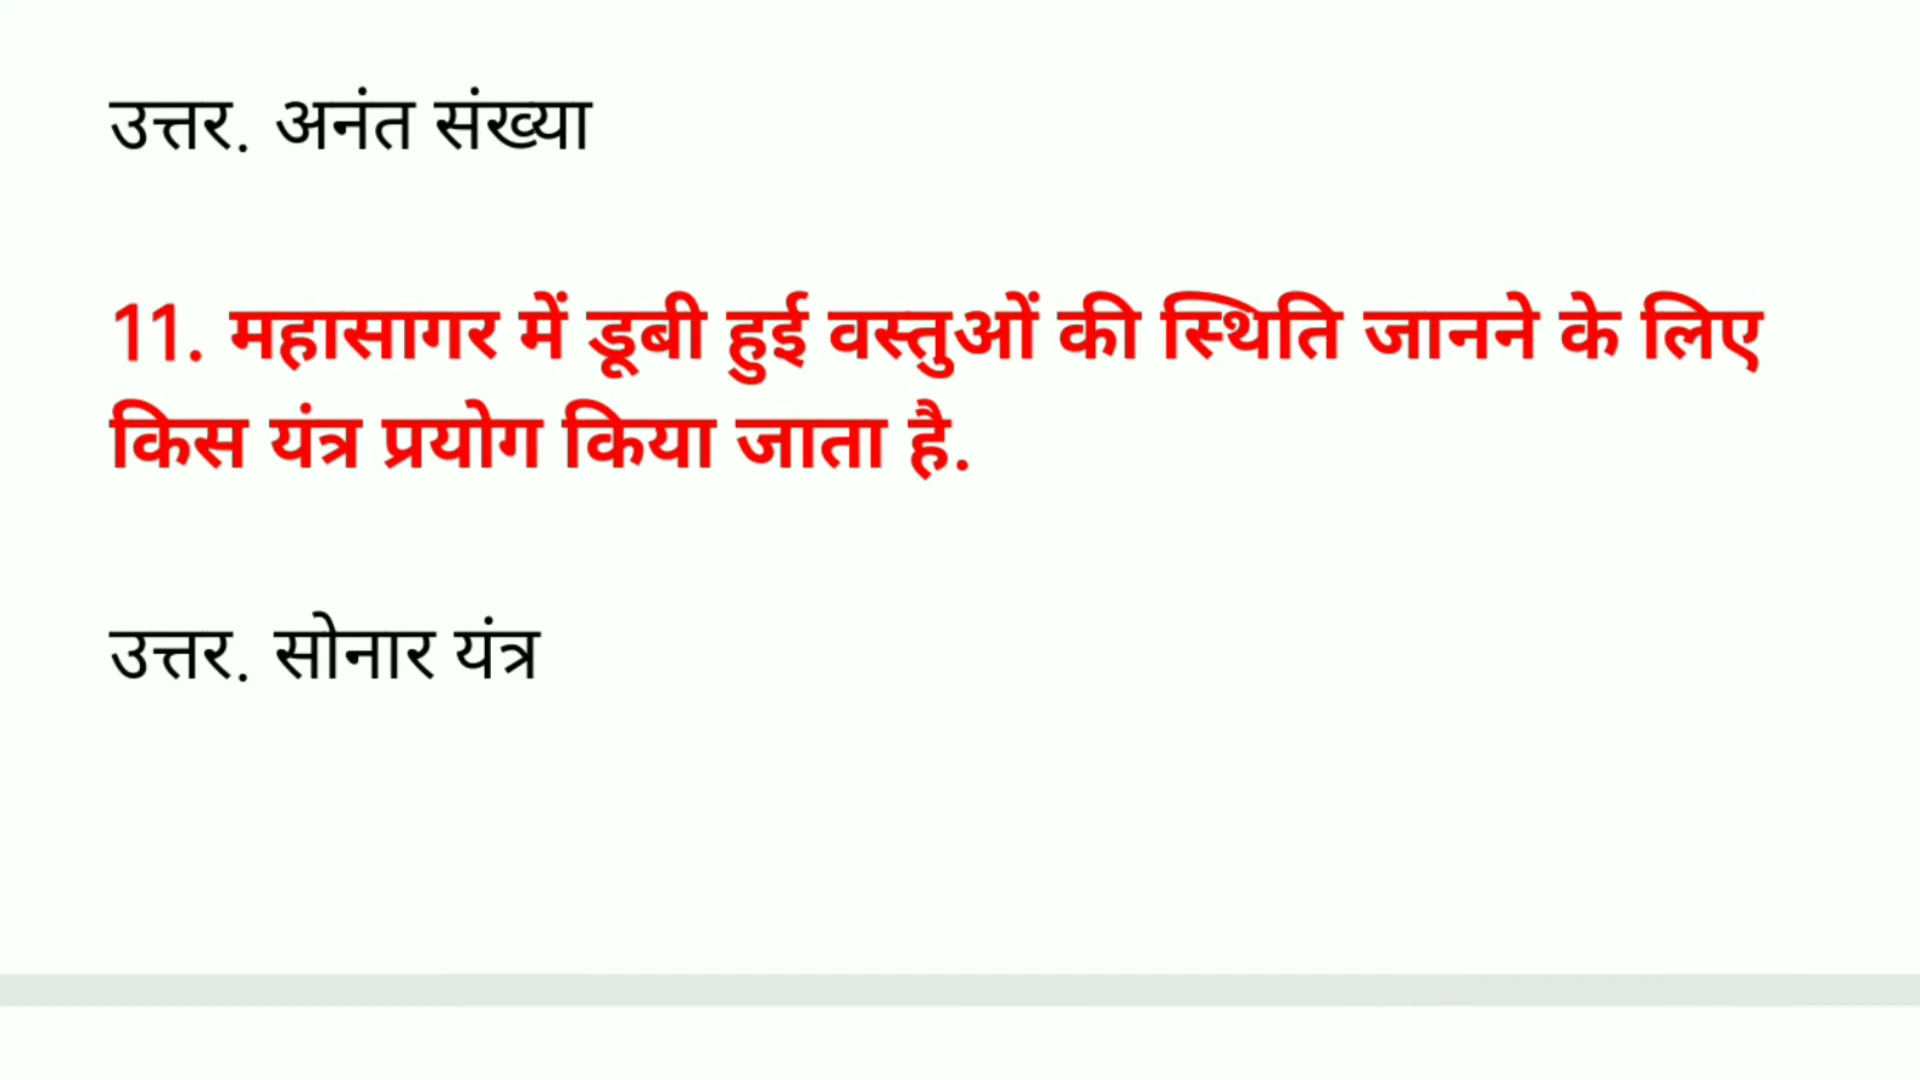 उत्तर. अनंत संख्या
11. महासागर में डूबी हुई वस्तुओं की स्थिति जानने के लिए
किस यंत्र प्रयोग किया जाता है.
उत्तर. सोनार यंत्र